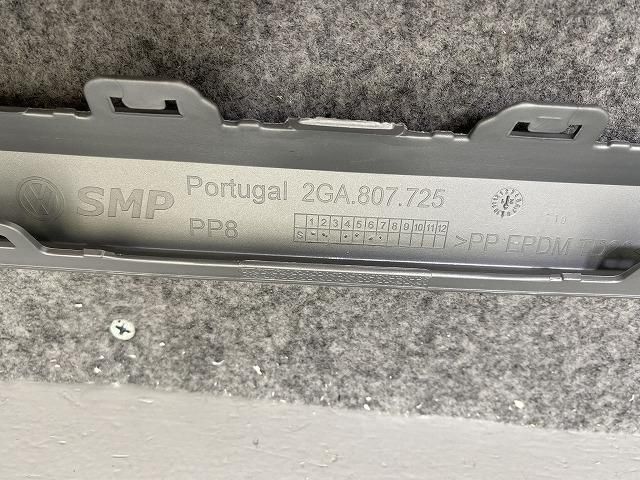 SMP Portugal 2GA.807.725
PP8
1 2 3 4 5 6 7 8 9 10 11 12
S
>PP EPDM